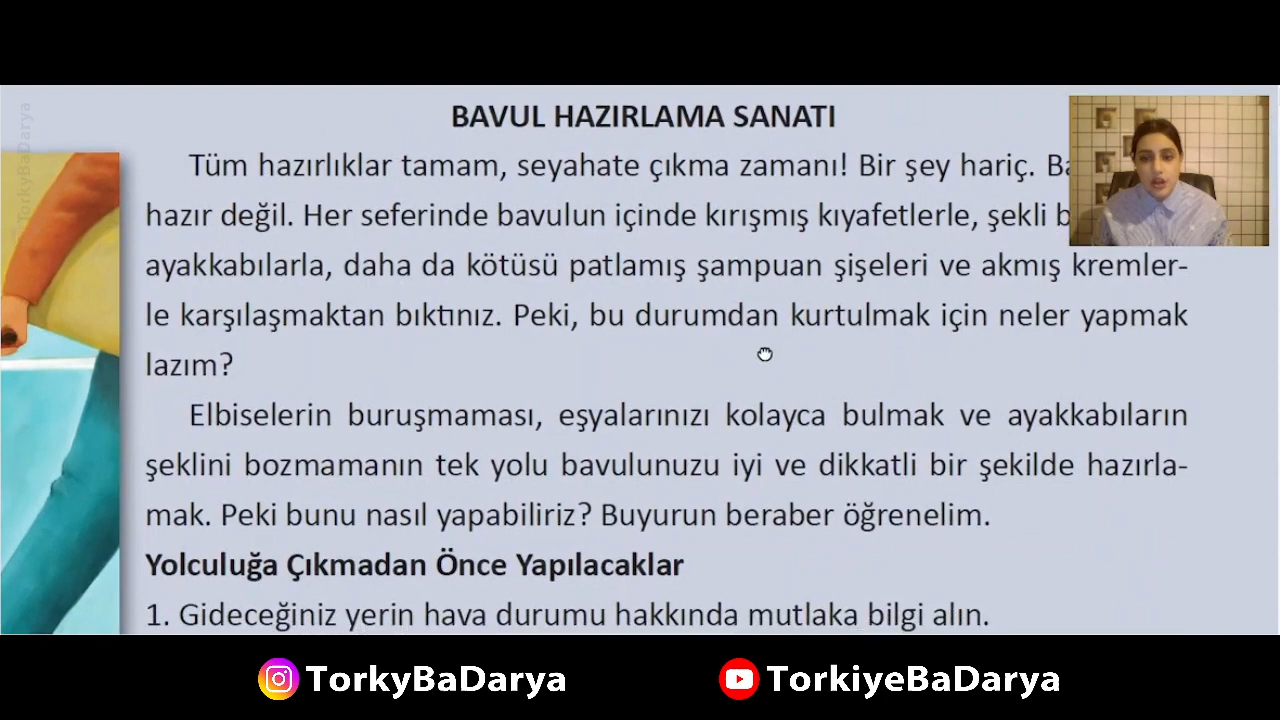 BAVUL HAZIRLAMA SANATI
Tüm hazırlıklar tamam, seyahate çıkma zamanı! Bir şey hariç.
hazır değil. Her seferinde bavulun içinde kırışmış kıyafetlerle, şekli
ayakkabılarla, daha da kötüsü patlamış şampuan şişeleri ve akmış kremler-
le karşılaşmaktan bıktınız. Peki, bu durumdan kurtulmak için neler yapmak
lazım?
Elbiselerin buruşmaması, eşyalarınızı kolayca bulmak ve ayakkabıların
şeklini bozmamanın tek yolu bavulunuzu iyi ve dikkatli bir şekilde hazırla-
mak. Peki bunu nasıl yapabiliriz? Buyurun beraber öğrenelim.
Yolculuğa Çıkmadan Önce Yapılacaklar
1. Gideceğiniz yerin hava durumu hakkında mutlaka bilgi alın.
TorkyBaDarya
TorkyBaDarya
TorkiyeBaDarya